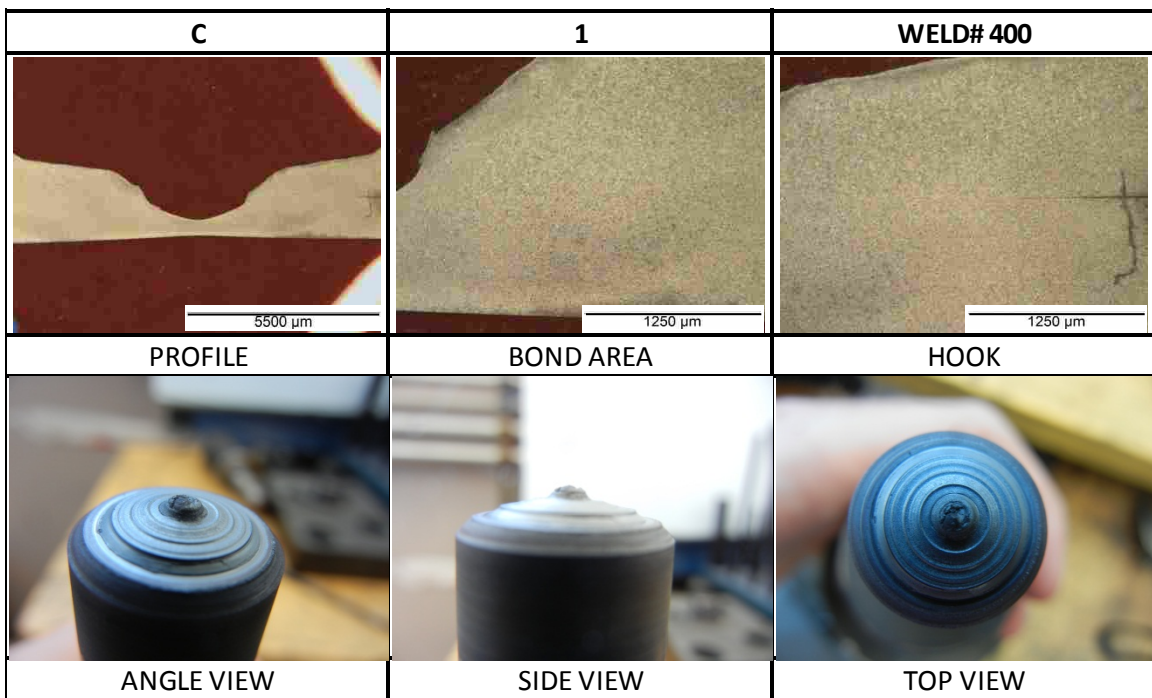 C 1 WELD# 400
5500 µm 1250 µm 1250 µm
PROFILE BOND AREA HOOK
ANGLE VIEW SIDE VIEW TOP VIEW